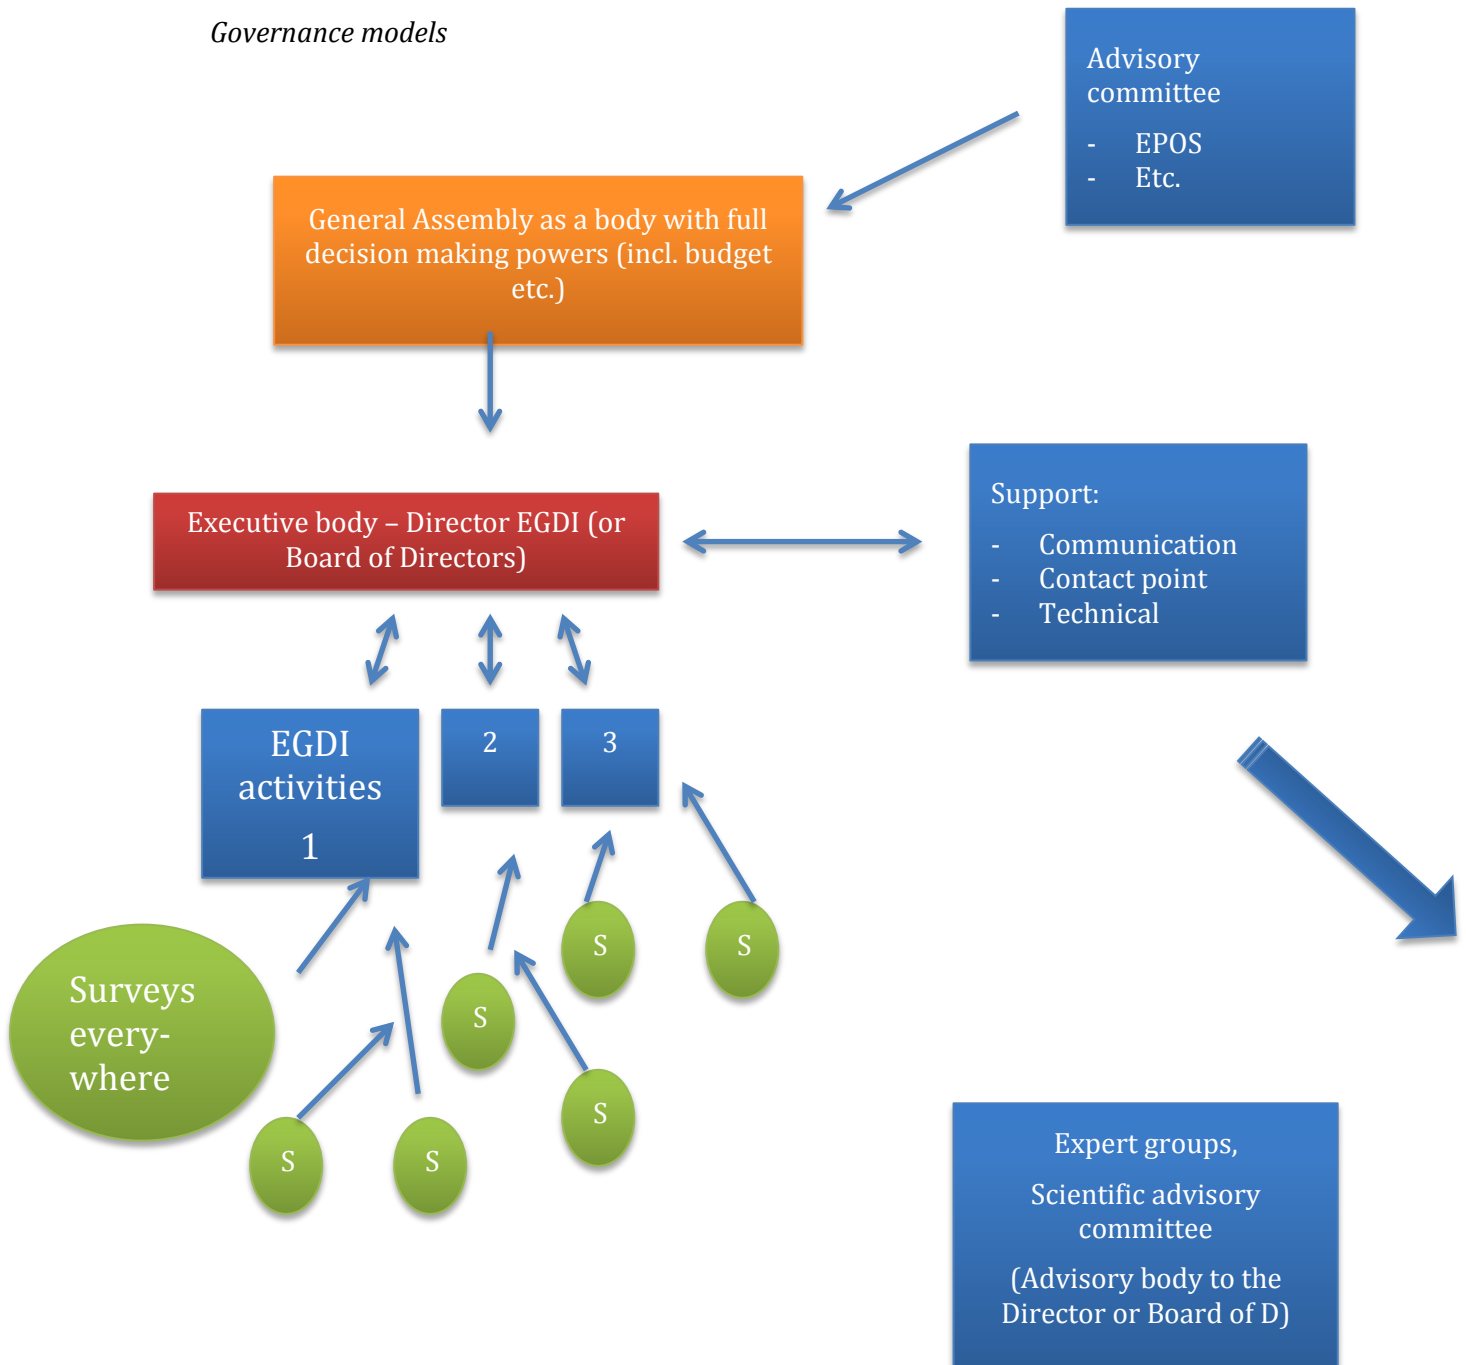 Governance models
Advisory
committee
- EPOS
- Etc.
General Assembly as a body with full
decision making powers (incl. budget
etc.)
Executive body – Director EGDI (or
Board of Directors)
Support:
- Communication
- Contact point
- Technical
EGDI
activities
1
2
3
Surveys
every-
where
S
S
S
S
S
S
Expert groups,
Scientific advisory
committee
(Advisory body to the
Director or Board of D)